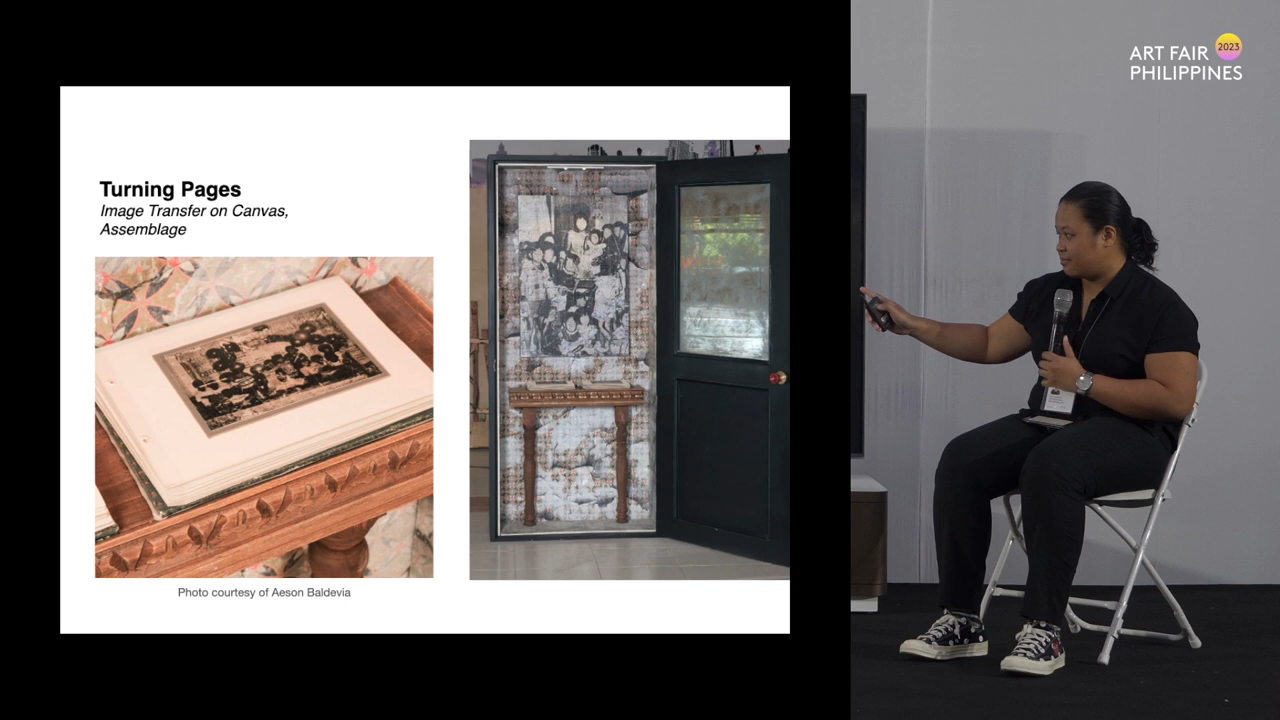 Turning Pages
Image Transfer on Canvas,
Assemblage
Photo courtesy of Aeson Baldevia
ART FAIR 2023
PHILIPPINES